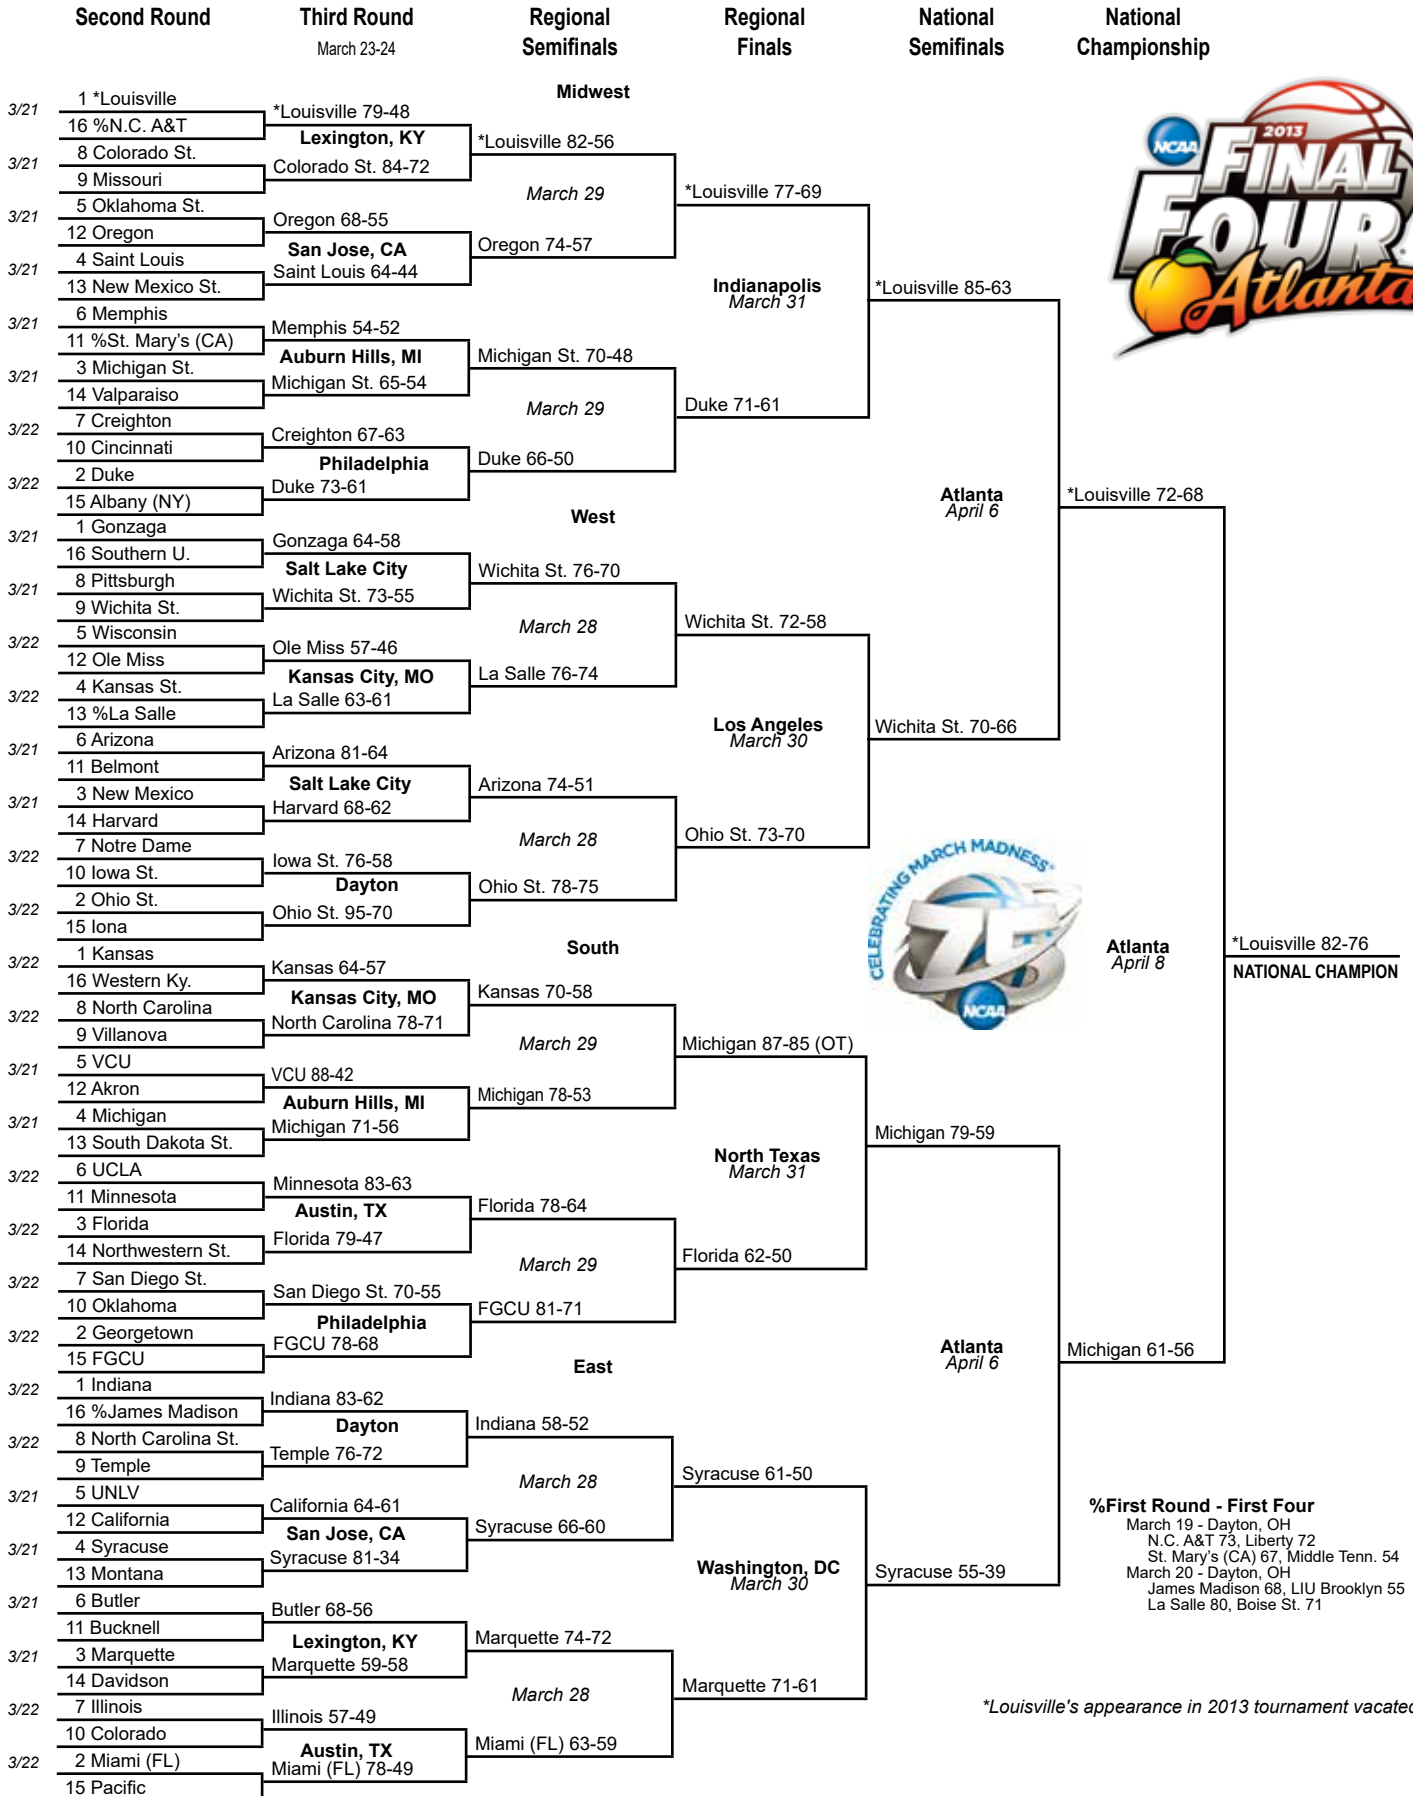 Second Round
Third Round
March 23-24
Regional
Semifinals
Regional
Finals
National
Semifinals
National
Championship
Midwest
3/21
1 *Louisville
16 %N.C. A&T
3/21
8 Colorado St.
9 Missouri
3/21
5 Oklahoma St.
12 Oregon
3/21
4 Saint Louis
13 New Mexico St.
3/21
6 Memphis
11 %St. Mary's (CA)
3/21
3 Michigan St.
14 Valparaiso
3/22
7 Creighton
10 Cincinnati
3/22
2 Duke
15 Albany (NY)
*Louisville 79-48
Lexington, KY
Colorado St. 84-72
Oregon 68-55
San Jose, CA
Saint Louis 64-44
Memphis 54-52
Auburn Hills, MI
Michigan St. 65-54
Creighton 67-63
Philadelphia
Duke 73-61
*Louisville 82-56
March 29
Oregon 74-57
Michigan St. 70-48
March 29
Duke 66-50
*Louisville 77-69
Indianapolis
March 31
Duke 71-61
*Louisville 85-63
West
3/21
1 Gonzaga
16 Southern U.
3/21
8 Pittsburgh
9 Wichita St.
3/22
5 Wisconsin
12 Ole Miss
3/22
4 Kansas St.
13 %La Salle
3/21
6 Arizona
11 Belmont
3/21
3 New Mexico
14 Harvard
3/22
7 Notre Dame
10 Iowa St.
3/22
2 Ohio St.
15 Iona
Gonzaga 64-58
Salt Lake City
Wichita St. 73-55
Ole Miss 57-46
Kansas City, MO
La Salle 63-61
Arizona 81-64
Salt Lake City
Harvard 68-62
Iowa St. 76-58
Dayton
Ohio St. 95-70
Wichita St. 76-70
March 28
La Salle 76-74
Arizona 74-51
March 28
Ohio St. 78-75
Wichita St. 72-58
Los Angeles
March 30
Ohio St. 73-70
Wichita St. 70-66
Atlanta
April 6
*Louisville 72-68
South
3/22
1 Kansas
16 Western Ky.
3/22
8 North Carolina
9 Villanova
3/21
5 VCU
12 Akron
3/21
4 Michigan
13 South Dakota St.
3/22
6 UCLA
11 Minnesota
3/22
3 Florida
14 Northwestern St.
3/22
7 San Diego St.
10 Oklahoma
3/22
2 Georgetown
15 FGCU
Kansas 64-57
Kansas City, MO
North Carolina 78-71
VCU 88-42
Auburn Hills, MI
Michigan 71-56
Minnesota 83-63
Austin, TX
Florida 79-47
San Diego St. 70-55
Philadelphia
FGCU 78-68
Kansas 70-58
March 29
Michigan 78-53
Florida 78-64
March 29
FGCU 81-71
Michigan 87-85 (OT)
North Texas
March 31
Florida 62-50
Michigan 79-59
East
3/22
1 Indiana
16 %James Madison
3/22
8 North Carolina St.
9 Temple
3/21
5 UNLV
12 California
3/21
4 Syracuse
13 Montana
3/21
6 Butler
11 Bucknell
3/21
3 Marquette
14 Davidson
3/22
7 Illinois
10 Colorado
3/22
2 Miami (FL)
15 Pacific
Indiana 83-62
Dayton
Temple 76-72
California 64-61
San Jose, CA
Syracuse 81-34
Butler 68-56
Lexington, KY
Marquette 59-58
Illinois 57-49
Austin, TX
Miami (FL) 78-49
Indiana 58-52
March 28
Syracuse 66-60
Marquette 74-72
March 28
Miami (FL) 63-59
Syracuse 61-50
Washington, DC
March 30
Marquette 71-61
Syracuse 55-39
Atlanta
April 6
Michigan 61-56
Atlanta
April 8
*Louisville 82-76
NATIONAL CHAMPION
NCAA
2013
FINAL
FOUR
Atlanta
CELEBRATING MARCH MADNESS
75
NCAA
%First Round - First Four
March 19 - Dayton, OH
N.C. A&T 73, Liberty 72
St. Mary's (CA) 67, Middle Tenn. 54
March 20 - Dayton, OH
James Madison 68, LIU Brooklyn 55
La Salle 80, Boise St. 71
*Louisville's appearance in 2013 tournament vacated